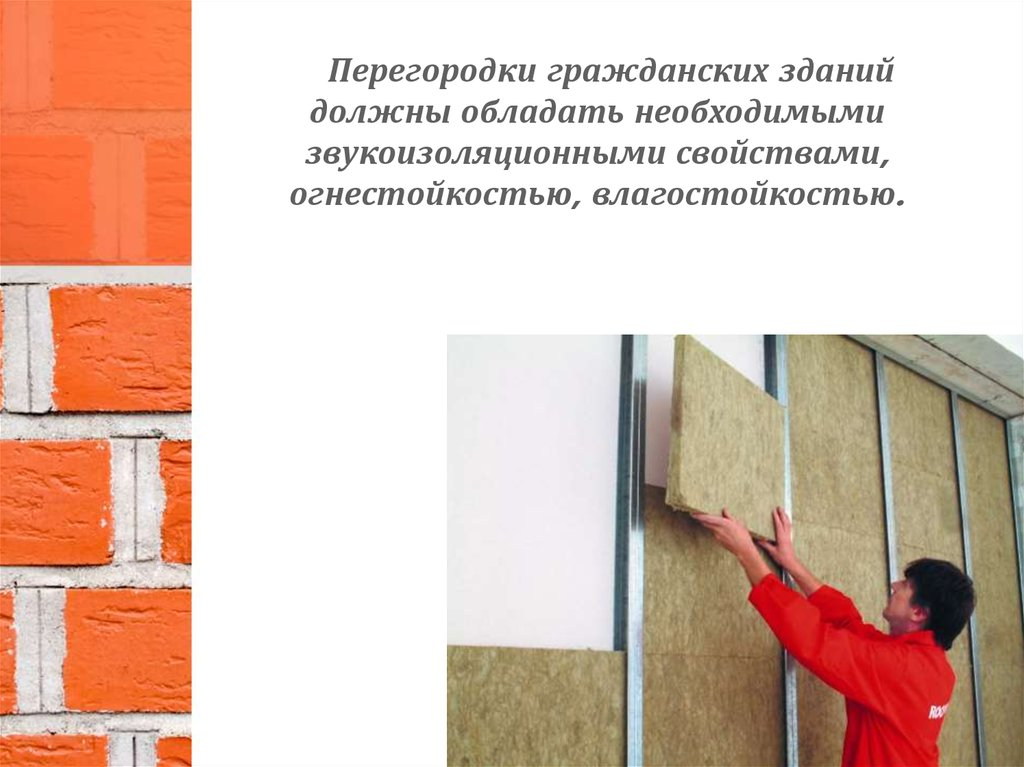 Перегородки гражданских зданий
должны обладать необходимыми
звукоизоляционными свойствами,
огнестойкостью, влагостойкостью.